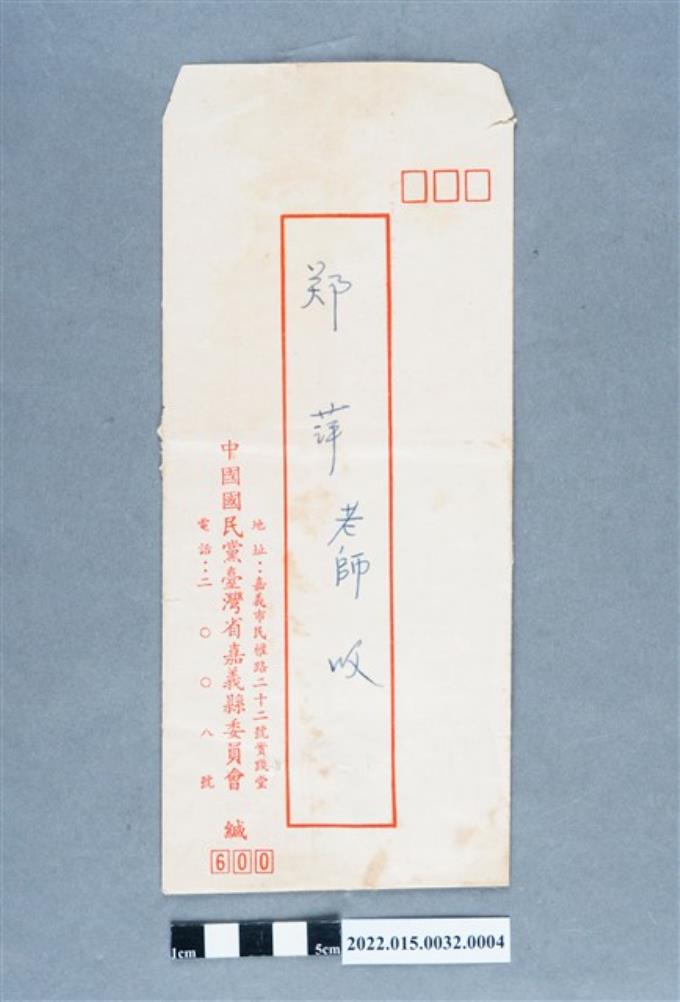 郑萍老師收
地址：嘉義市民權路二十二號實踐堂
中國國民黨臺灣省嘉義縣委員會 緘
電話：二〇〇八號
600
1cm
5cm
2022.015.0032.0004